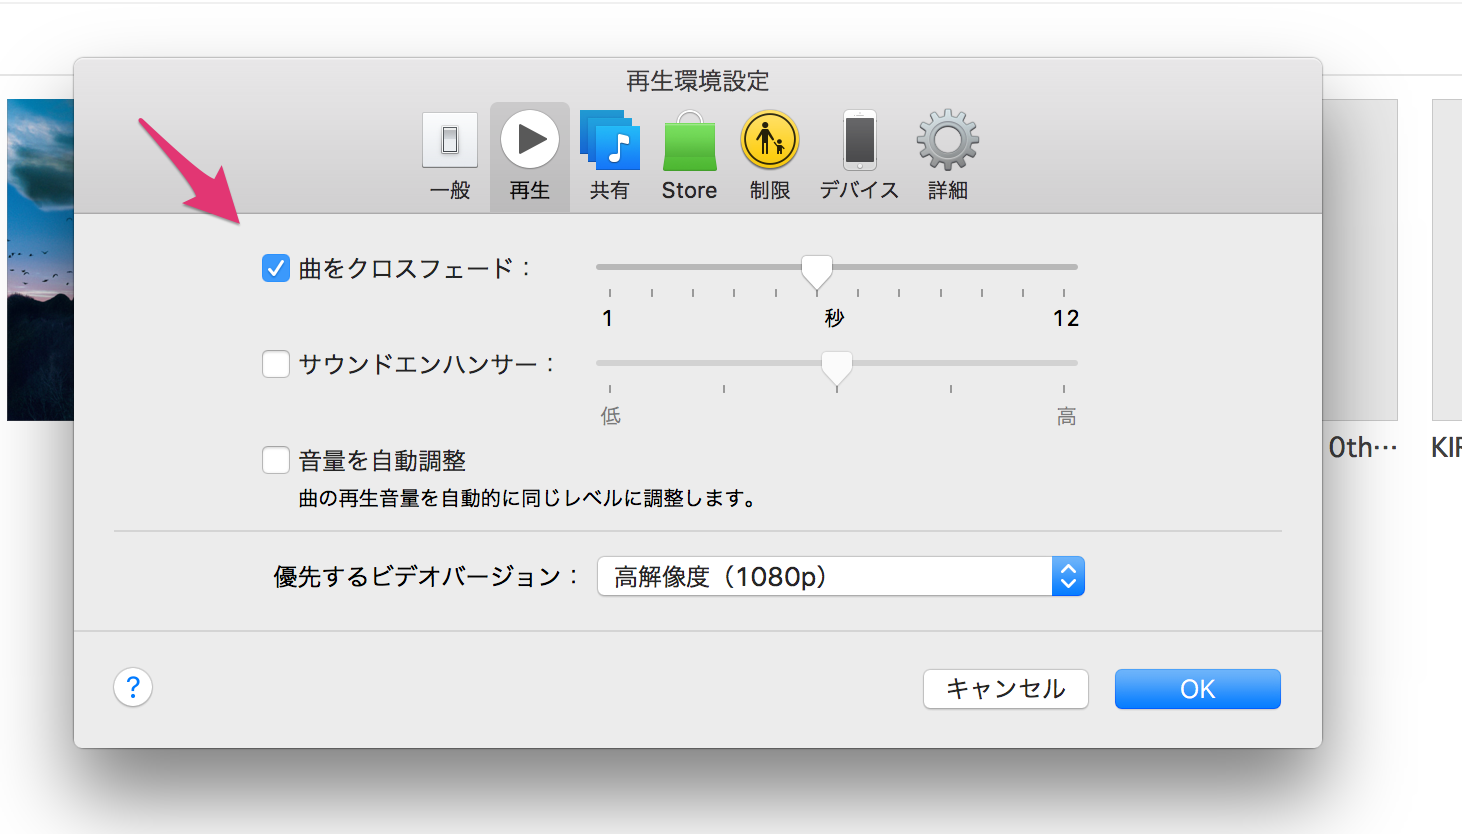 再生環境設定
一般
再生
共有
Store
制限
デバイス
詳細
曲をクロスフェード：
1
秒
12
サウンドエンハンサー：
低
高
音量を自動調整
曲の再生音量を自動的に同じレベルに調整します。
優先するビデオバージョン：
高解像度（1080p）
?
キャンセル
OK
0th…
KIF